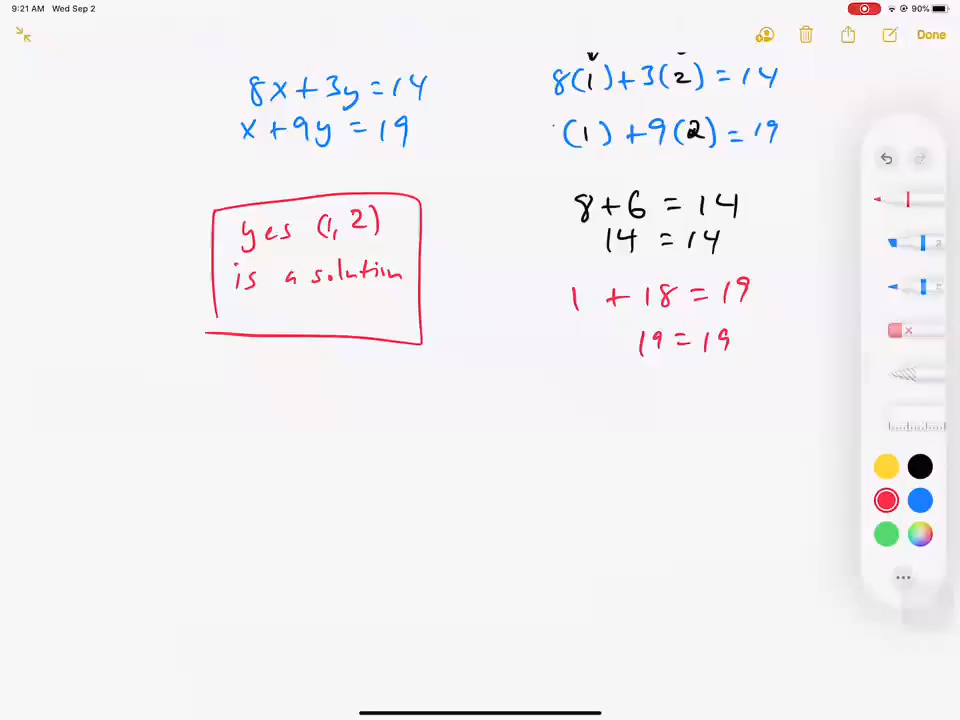 9:21 AM Wed Sep 2
90%
Done
8x+3y=14
x+9y=19
8(1)+3(2)=14
(1)+9(2)=19
yes (1,2)
is a solution
8+6=14
14=14
1+18=19
19=19